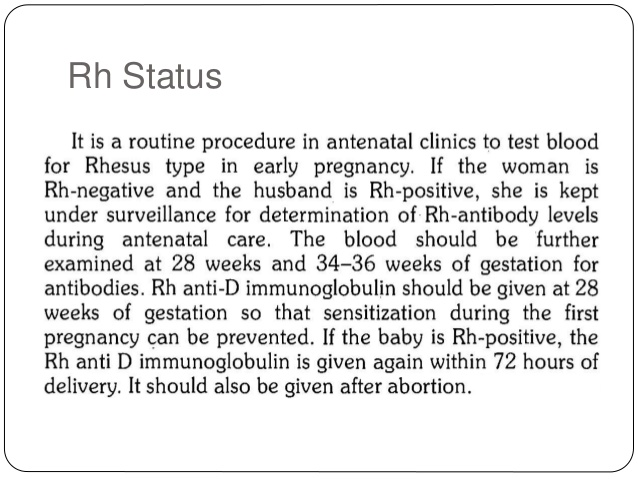 Rh Status
It is a routine procedure in antenatal clinics to test blood
for Rhesus type in early pregnancy. If the woman is
Rh-negative and the husband is Rh-positive, she is kept
under surveillance for determination of Rh-antibody levels
during antenatal care. The blood should be further
examined at 28 weeks and 34–36 weeks of gestation for
antibodies. Rh anti-D immunoglobulin should be given at 28
weeks of gestation so that sensitization during the first
pregnancy can be prevented. If the baby is Rh-positive, the
Rh anti D immunoglobulin is given again within 72 hours of
delivery. It should also be given after abortion.